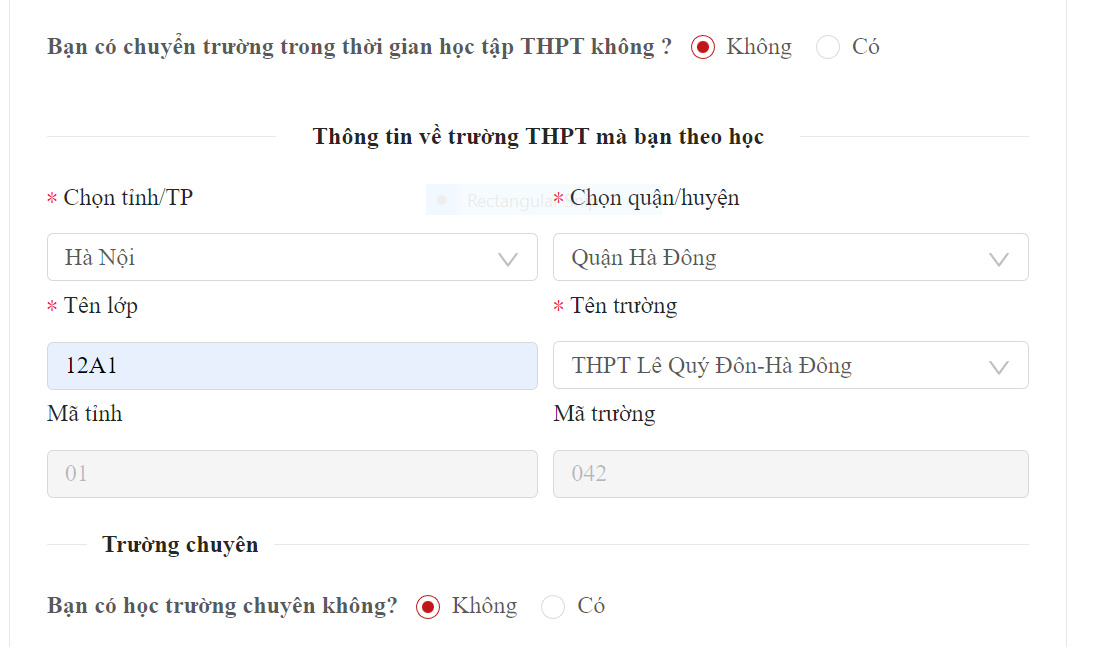 Bạn có chuyển trường trong thời gian học tập THPT không ? Không Có
Thông tin về trường THPT mà bạn theo học
* Chọn tỉnh/TP * Chọn quận/huyện
Hà Nội Quận Hà Đông
* Tên lớp * Tên trường
12A1 THPT Lê Quý Đôn-Hà Đông
Mã tỉnh Mã trường
01 042
Trường chuyên
Bạn có học trường chuyên không? Không Có